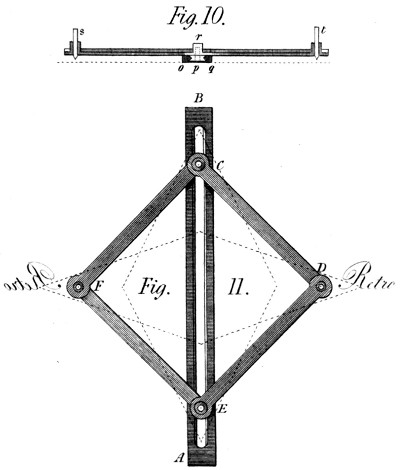 Fig. 10.
s r t
o p q
B
C
F D
Retro Fig. 11. Retro
E
A